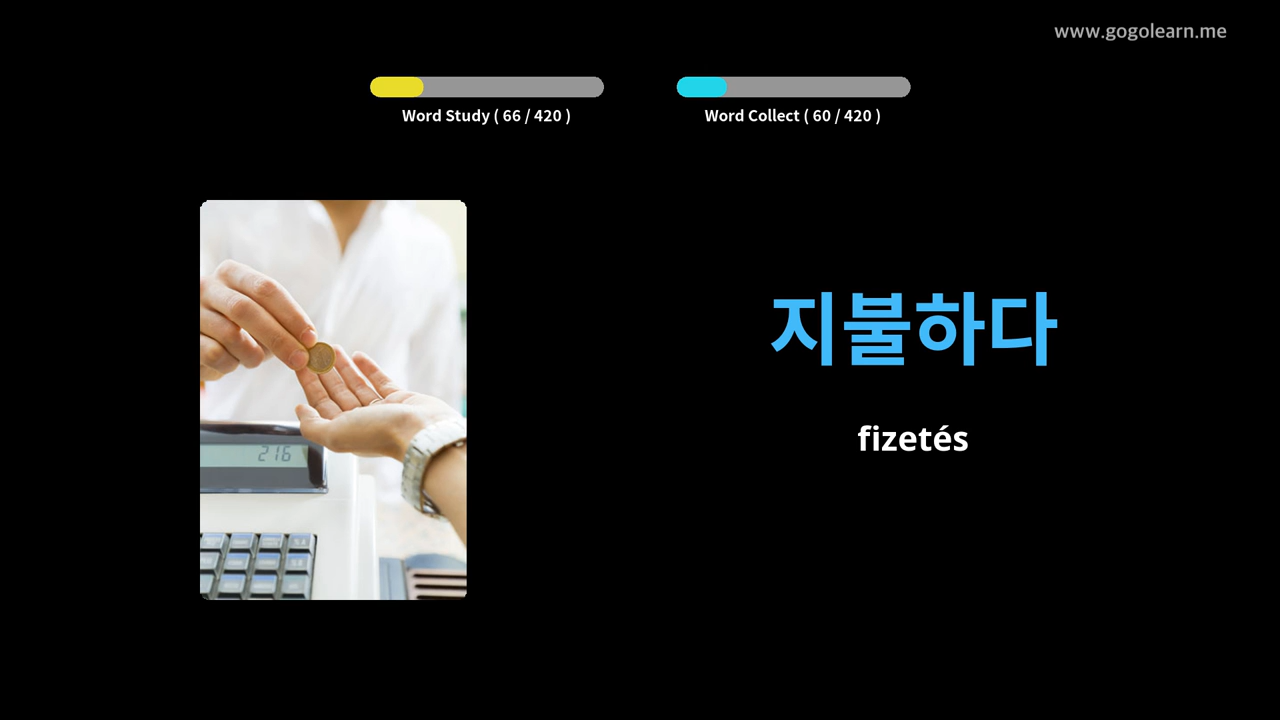 www.gogolearn.me
Word Study ( 66 / 420 )
Word Collect ( 60 / 420 )
216
지불하다
fizetés